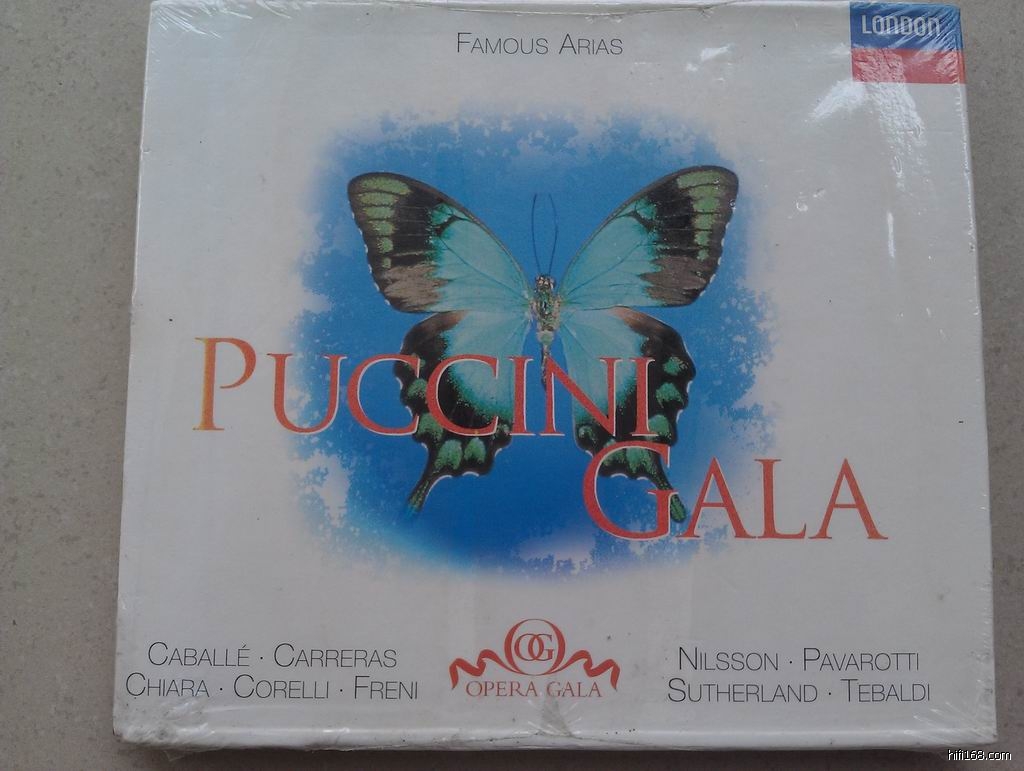 FAMOUS ARIAS
LONDON
PUCCINI
GALA
CABALLÉ · CARRERAS
CHIARA · CORELLI · FRENI
OG
OPERA GALA
NILSSON · PAVAROTTI
SUTHERLAND · TEBALDI
hifi168.com